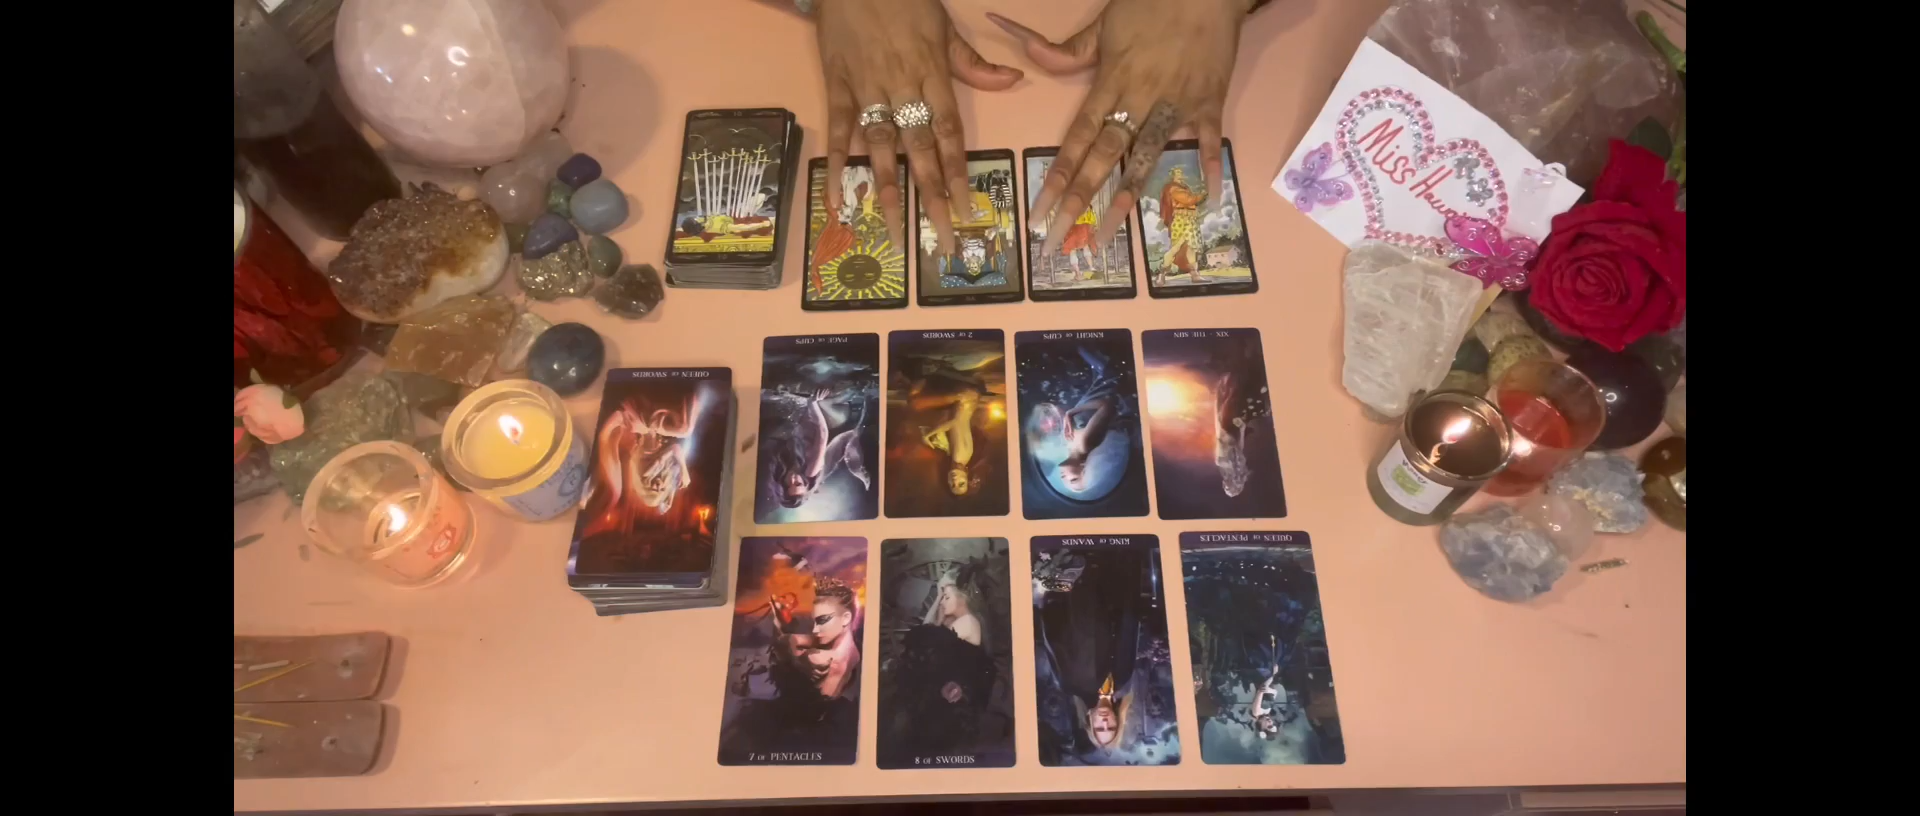 Miss
QUEEN OF SWORDS
PAGE OF CUPS
2 OF SWORDS
KNIGHT OF CUPS
XIX - THE SUN
7 OF PENTACLES
8 OF SWORDS
KING OF WANDS
QUEEN OF PENTACLES